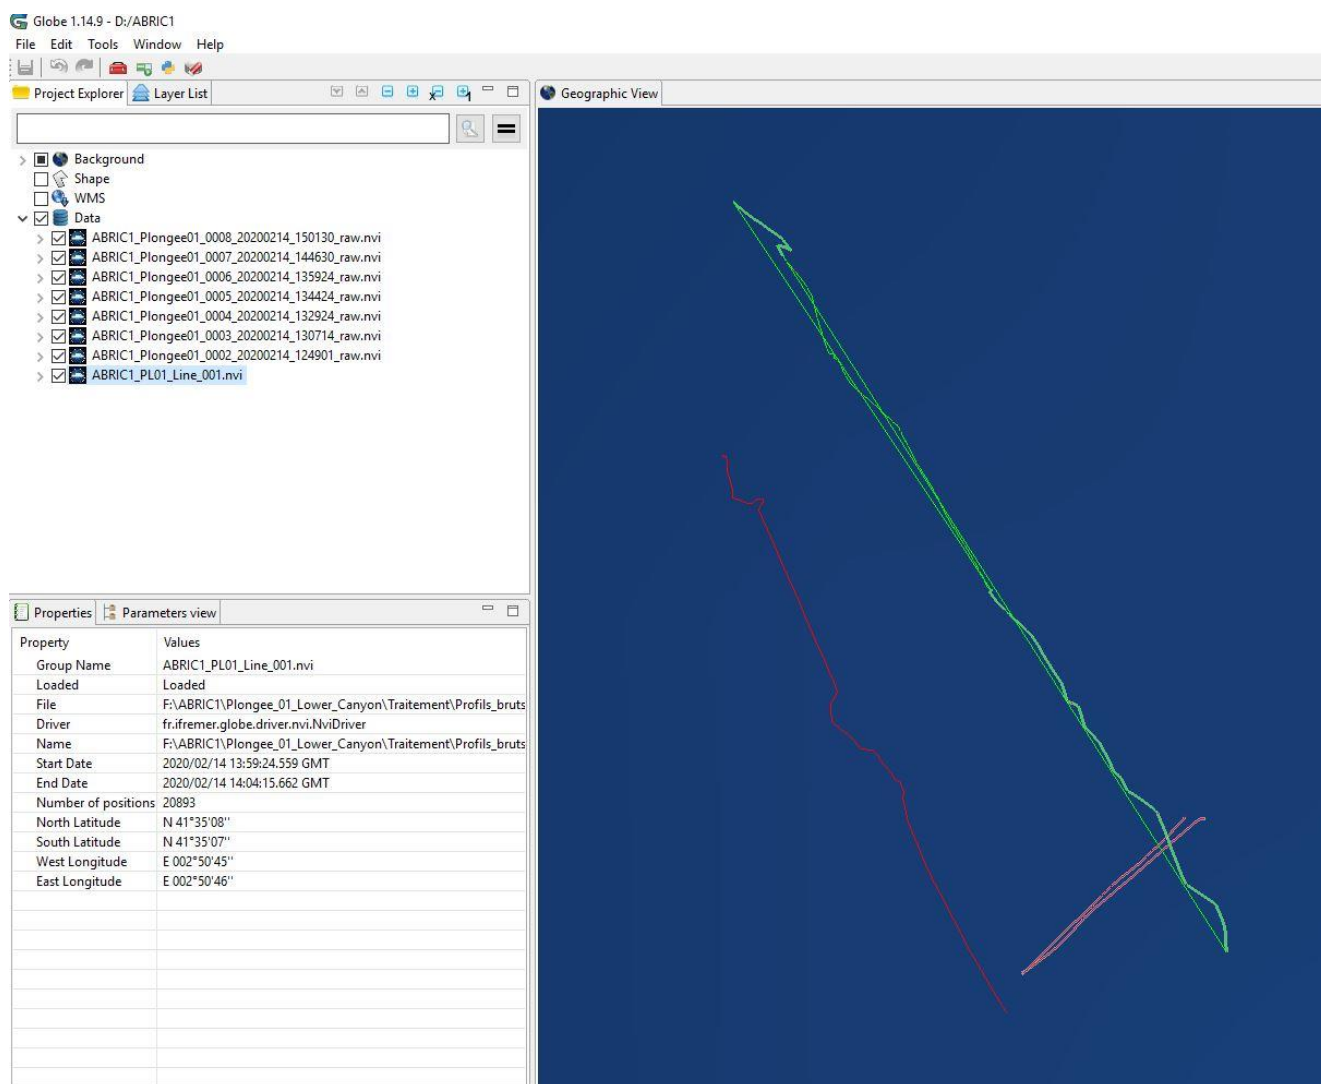 Globe 1.14.9 - D:/ABRIC1
File Edit Tools Window Help
Project Explorer Layer List
Geographic View
Background
Shape
WMS
Data
ABRIC1_Plongee01_0008_20200214_150130_raw.nvi
ABRIC1_Plongee01_0007_20200214_144630_raw.nvi
ABRIC1_Plongee01_0006_20200214_135924_raw.nvi
ABRIC1_Plongee01_0005_20200214_134424_raw.nvi
ABRIC1_Plongee01_0004_20200214_132924_raw.nvi
ABRIC1_Plongee01_0003_20200214_130714_raw.nvi
ABRIC1_Plongee01_0002_20200214_124901_raw.nvi
ABRIC1_PL01_Line_001.nvi
Properties Parameters view
Property Values
Group Name ABRIC1_PL01_Line_001.nvi
Loaded Loaded
File F:\ABRIC1\Plongee_01_Lower_Canyon\Traitement\Profils_bruts
Driver fr.ifremer.globe.driver.nvi.NviDriver
Name F:\ABRIC1\Plongee_01_Lower_Canyon\Traitement\Profils_bruts
Start Date 2020/02/14 13:59:24.559 GMT
End Date 2020/02/14 14:04:15.662 GMT
Number of positions 20893
North Latitude N 41°35'08''
South Latitude N 41°35'07''
West Longitude E 002°50'45''
East Longitude E 002°50'46''